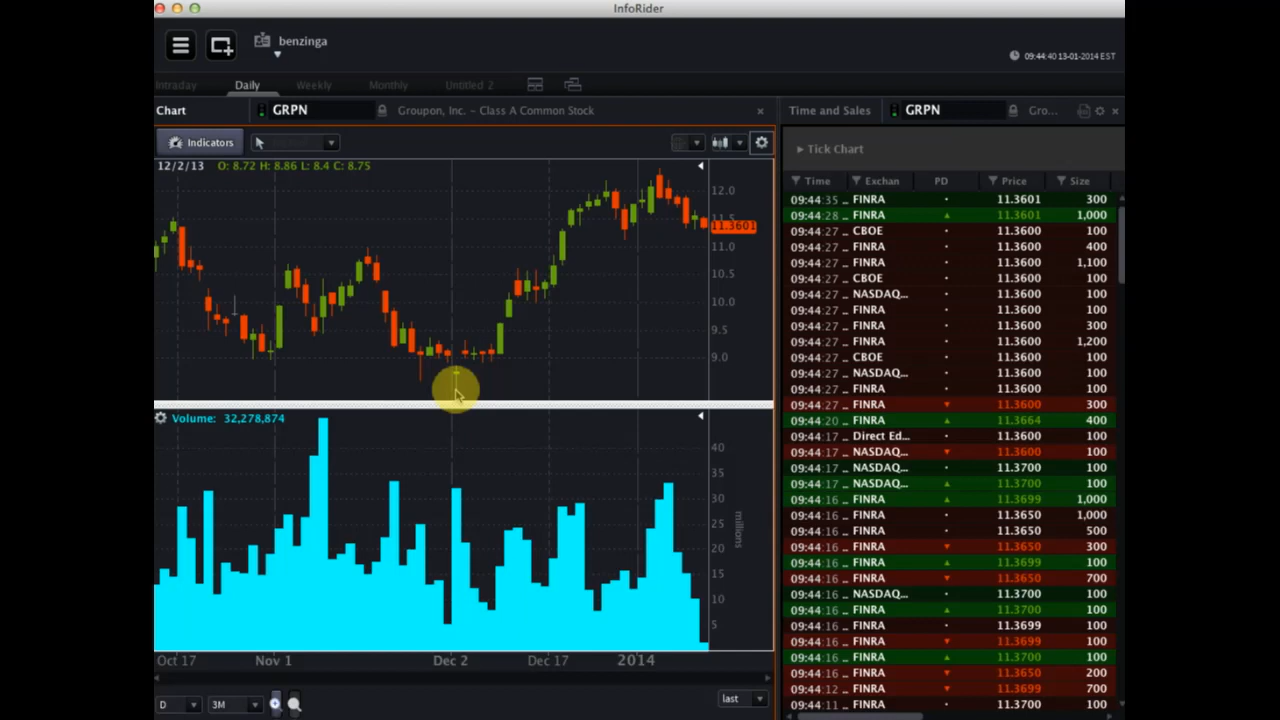 InfoRider
benzinga
09:44:40 13-01-2014 EST
Intraday Daily Weekly Monthly Untitled 2
Chart GRPN Groupon, Inc. - Class A Common Stock × Time and Sales GRPN Gro... ×
Indicators
Tick Chart
12/2/13 O: 8.72 H: 8.86 L: 8.4 C: 8.75
Time Exchan PD Price Size
12.0
11.5
11.3601
11.0
10.5
10.0
9.5
9.0
Volume: 32,278,874
40
35
30
25
20
15
10
5
millions
Oct 17 Nov 1 Dec 2 Dec 17 2014
D 3M last
09:44:35 _ FINRA 11.3601 300
09:44:28 _ FINRA 11.3601 1,000
09:44:27 _ CBOE 11.3600 100
09:44:27 _ FINRA 11.3600 400
09:44:27 _ FINRA 11.3600 1,100
09:44:27 _ CBOE 11.3600 100
09:44:27 _ NASDAQ... 11.3600 100
09:44:27 _ FINRA 11.3600 100
09:44:27 _ FINRA 11.3600 300
09:44:27 _ FINRA 11.3600 1,200
09:44:27 _ CBOE 11.3600 100
09:44:27 _ NASDAQ... 11.3600 100
09:44:27 _ FINRA 11.3600 100
09:44:27 _ FINRA 11.3600 300
09:44:20 _ FINRA 11.3664 400
09:44:17 _ Direct Ed... 11.3600 100
09:44:17 _ NASDAQ... 11.3600 100
09:44:17 _ NASDAQ... 11.3700 100
09:44:17 _ NASDAQ... 11.3700 100
09:44:16 _ FINRA 11.3699 1,000
09:44:16 _ FINRA 11.3650 1,000
09:44:16 _ FINRA 11.3650 500
09:44:16 _ FINRA 11.3650 300
09:44:16 _ FINRA 11.3699 100
09:44:16 _ FINRA 11.3650 700
09:44:16 _ NASDAQ... 11.3700 100
09:44:16 _ FINRA 11.3700 100
09:44:16 _ FINRA 11.3699 100
09:44:16 _ FINRA 11.3699 100
09:44:16 _ FINRA 11.3700 100
09:44:16 _ FINRA 11.3650 200
09:44:12 _ FINRA 11.3699 700
09:44:11 _ FINRA 11.3700 100